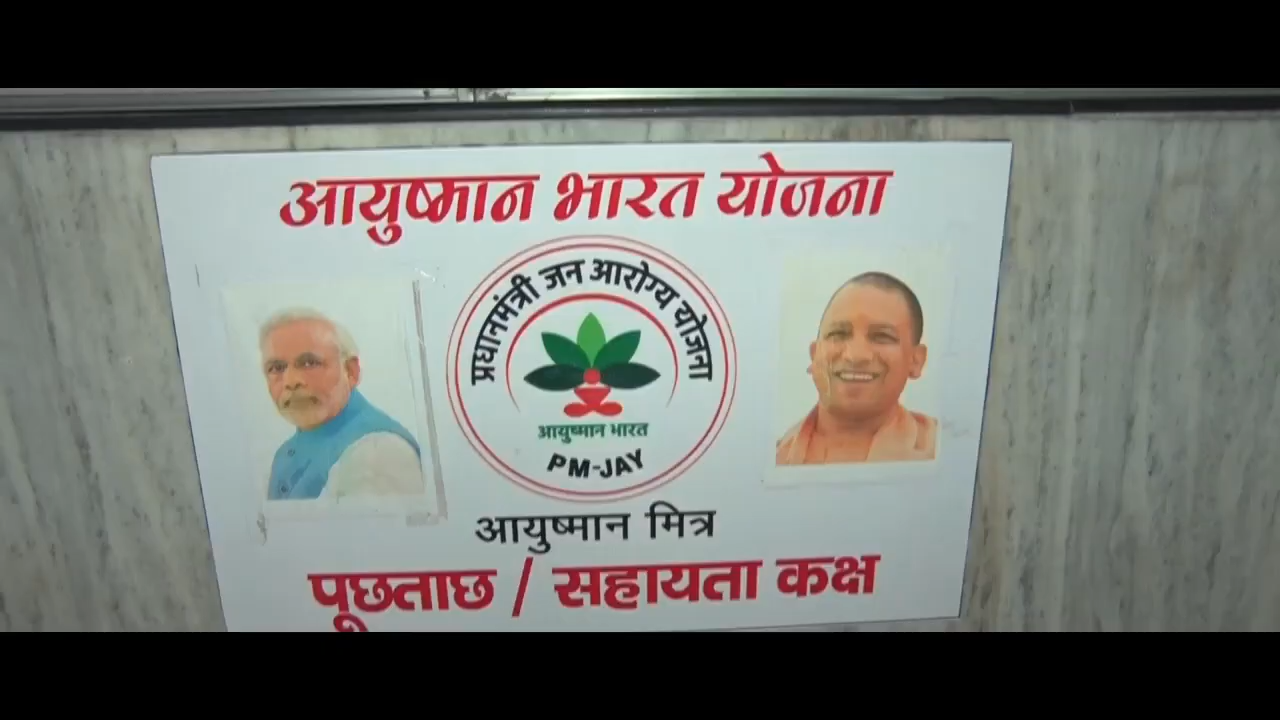 आयुष्मान भारत योजना
प्रधानमंत्री जन आरोग्य योजना
आयुष्मान भारत
PM-JAY
आयुष्मान मित्र
पूछताछ / सहायता कक्ष